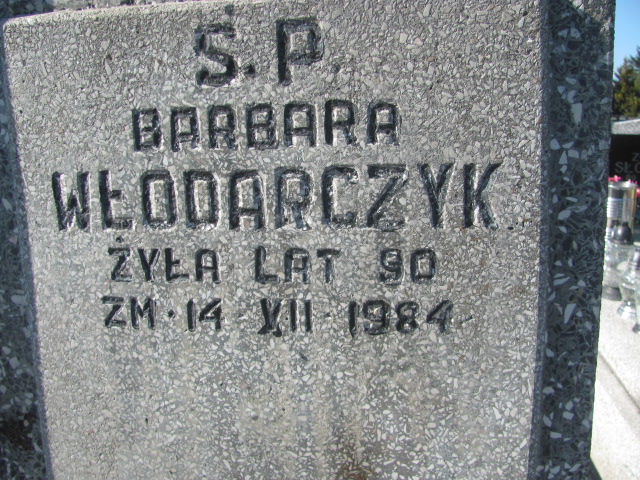 Ś.P.
BARBARA
WŁODARCZYK
ŻYŁA LAT 90
ZM. 14 XII 1984